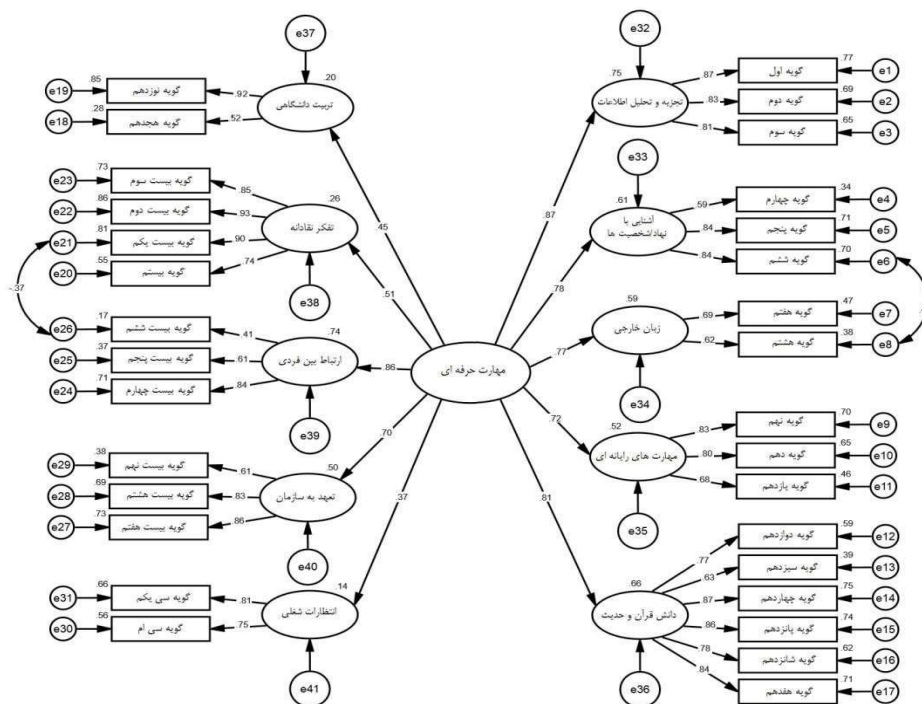 e37
.20
تربیت دانشگاهی
.85
e19
گویه نوزدهم
.92
.28
e18
گویه هجدهم
.52
.45
.73
e23
گویه بیست سوم
.85
.86
e22
گویه بیست دوم
.93
.81
e21
گویه بیست یکم
.90
.55
e20
گویه بیستم
.74
.26
تفکر نقادانه
e38
.51
-.37
.17
e26
گویه بیست ششم
.41
.37
e25
گویه بیست پنجم
.61
.71
e24
گویه بیست چهارم
.84
.74
ارتباط بین فردی
e39
.86
.38
e29
گویه بیست نهم
.61
.69
e28
گویه بیست هشتم
.83
.73
e27
گویه بیست هفتم
.86
.50
تعهد به سازمان
e40
.70
.66
e31
گویه سی یکم
.81
.56
e30
گویه سی ام
.75
.14
انتظارات شغلی
e41
.37
مهارت حرفه ای
e32
.75
تجزیه و تحلیل اطلاعات
.87
.87
گویه اول
.77
e1
.83
گویه دوم
.69
e2
.81
گویه سوم
.65
e3
e33
.61
آشنایی با
نهاد/شخصیت ها
.78
.59
گویه چهارم
.34
e4
.84
گویه پنجم
.71
e5
.84
گویه ششم
.70
e6
.59
زبان خارجی
e34
.77
.69
گویه هفتم
.47
e7
.62
گویه هشتم
.38
e8
.52
مهارت های رایانه ای
e35
.72
.83
گویه نهم
.70
e9
.80
گویه دهم
.65
e10
.68
گویه یازدهم
.46
e11
.66
دانش قرآن و حدیث
e36
.81
.77
گویه دوازدهم
.59
e12
.63
گویه سیزدهم
.39
e13
.87
گویه چهاردهم
.75
e14
.86
گویه پانزدهم
.74
e15
.78
گویه شانزدهم
.62
e16
.84
گویه هفدهم
.71
e17